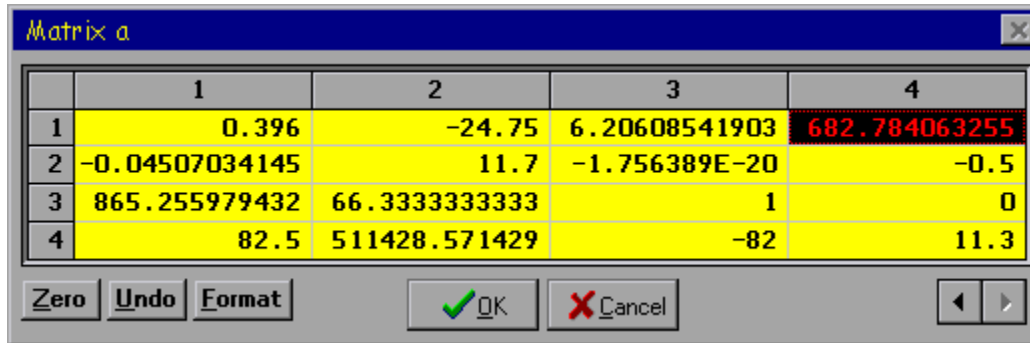 Matrix a
1 2 3 4
1 0.396 -24.75 6.20608541903 682.784063255
2 -0.04507034145 11.7 -1.756389E-20 -0.5
3 865.255979432 66.3333333333 1 0
4 82.5 511428.571429 -82 11.3
Zero Undo Format OK Cancel